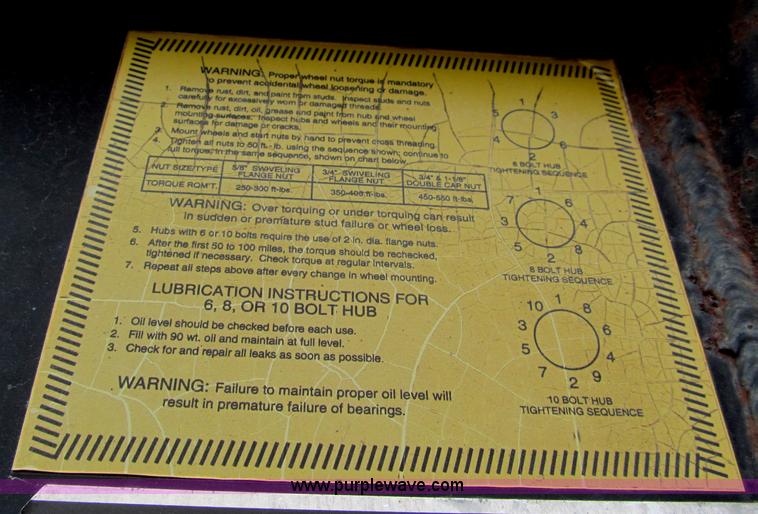 WARNING: Proper wheel nut torque is mandatory
to prevent accidental wheel loosening or damage.
1. Remove rust, dirt, and paint from studs. Inspect studs and nuts
carefully for excessively worn or damaged threads.
2. Remove rust, dirt, oil, grease and paint from hub and wheel
mounting surfaces. Inspect hubs and wheels and their mounting
surfaces for damage or cracks.
3. Mount wheels and start nuts by hand to prevent cross threading.
4. Tighten all nuts to 50 ft.-lb. using the sequence shown; continue to
full torque, in the same sequence, shown on chart below.
NUT SIZE/TYPE 5/8" SWIVELING FLANGE NUT 3/4" SWIVELING FLANGE NUT 3/4" & 1-1/8" DOUBLE CAP NUT
TORQUE RQM'T. 250-300 ft-lbs. 350-400 ft-lbs. 450-550 ft-lbs.
WARNING: Over torquing or under torquing can result
in sudden or premature stud failure or wheel loss.
5. Hubs with 6 or 10 bolts require the use of 2 in. dia. flange nuts.
6. After the first 50 to 100 miles, the torque should be rechecked,
tightened if necessary. Check torque at regular intervals.
7. Repeat all steps above after every change in wheel mounting.
LUBRICATION INSTRUCTIONS FOR
6, 8, OR 10 BOLT HUB
1. Oil level should be checked before each use.
2. Fill with 90 wt. oil and maintain at full level.
3. Check for and repair all leaks as soon as possible.
WARNING: Failure to maintain proper oil level will
result in premature failure of bearings.
1
5 3
4 6
2
6 BOLT HUB
TIGHTENING SEQUENCE
1
7 6
3 4
5 8
2
8 BOLT HUB
TIGHTENING SEQUENCE
10 1 8
3 6
5 4
7 2 9
10 BOLT HUB
TIGHTENING SEQUENCE
www.purplewave.com